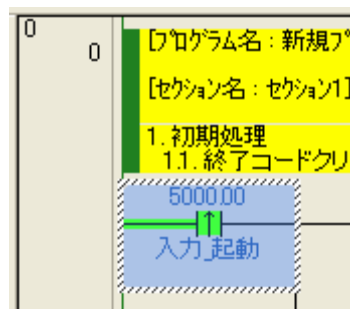 0
0
[ﾌﾟﾛｸﾞﾗﾑ名：新規ﾌﾟ
[ｾｸｼｮﾝ名：ｾｸｼｮﾝ1]
1. 初期処理
1.1. 終了コードクリ
5000.00
入力_起動